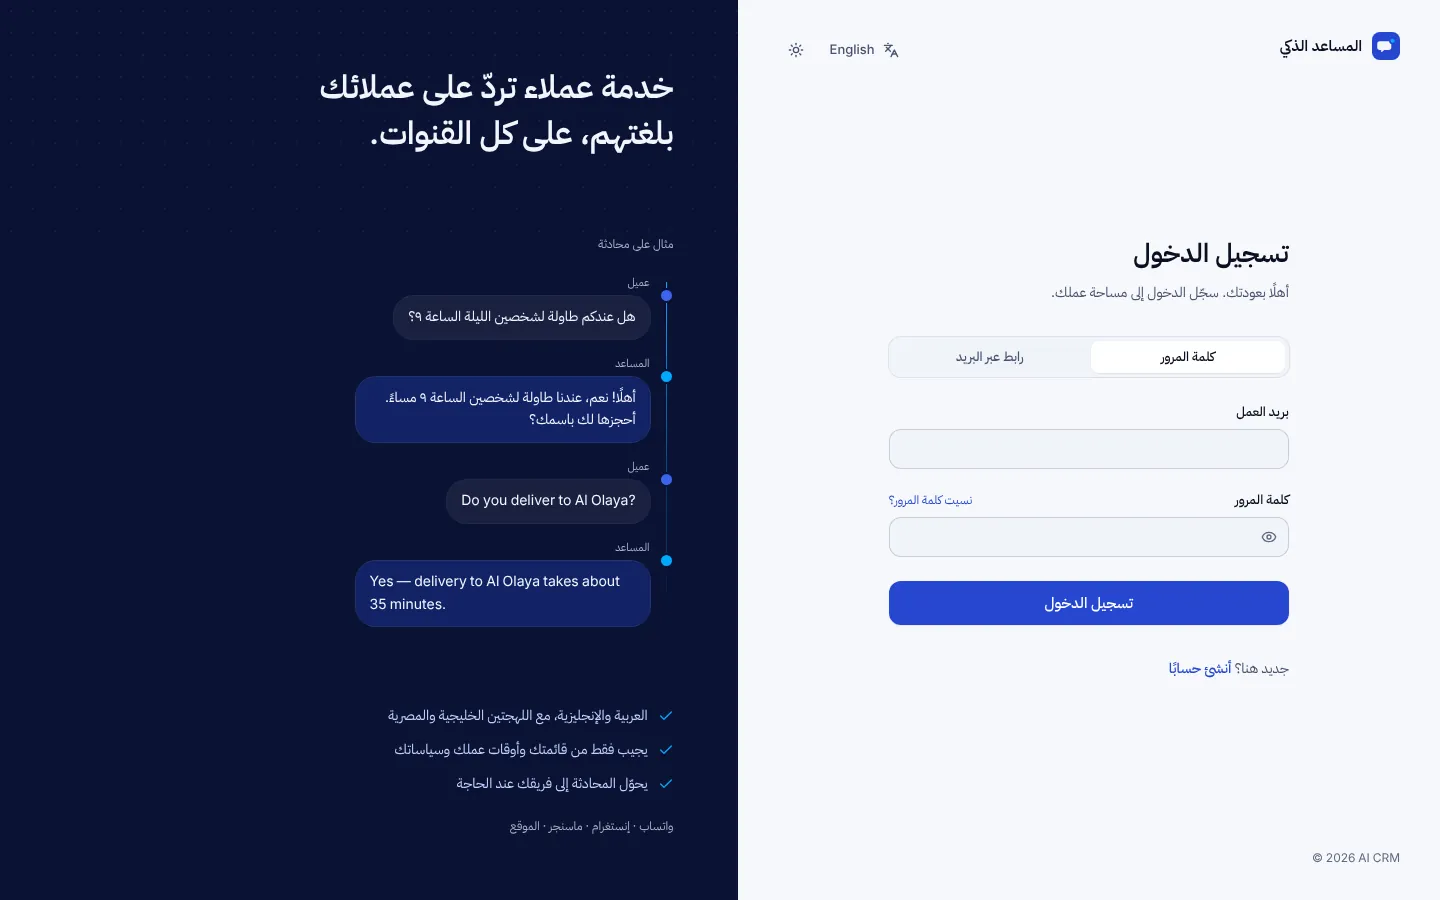 المساعد الذكي
English
تسجيل الدخول
أهلًا بعودتك. سجّل الدخول إلى مساحة عملك.
كلمة المرور
رابط عبر البريد
بريد العمل
كلمة المرور
نسيت كلمة المرور؟
تسجيل الدخول
جديد هنا؟ أنشئ حسابًا
© 2026 AI CRM
خدمة عملاء تردّ على عملائك
بلغتهم، على كل القنوات.
مثال على محادثة
عميل
هل عندكم طاولة لشخصين الليلة الساعة ٩؟
المساعد
أهلًا! نعم، عندنا طاولة لشخصين الساعة ٩ مساءً.
أحجزها لك باسمك؟
عميل
Do you deliver to Al Olaya?
المساعد
Yes — delivery to Al Olaya takes about
35 minutes.
العربية والإنجليزية، مع اللهجتين الخليجية والمصرية
يجيب فقط من قائمتك وأوقات عملك وسياساتك
يحوّل المحادثة إلى فريقك عند الحاجة
واتساب · إنستغرام · ماسنجر · الموقع